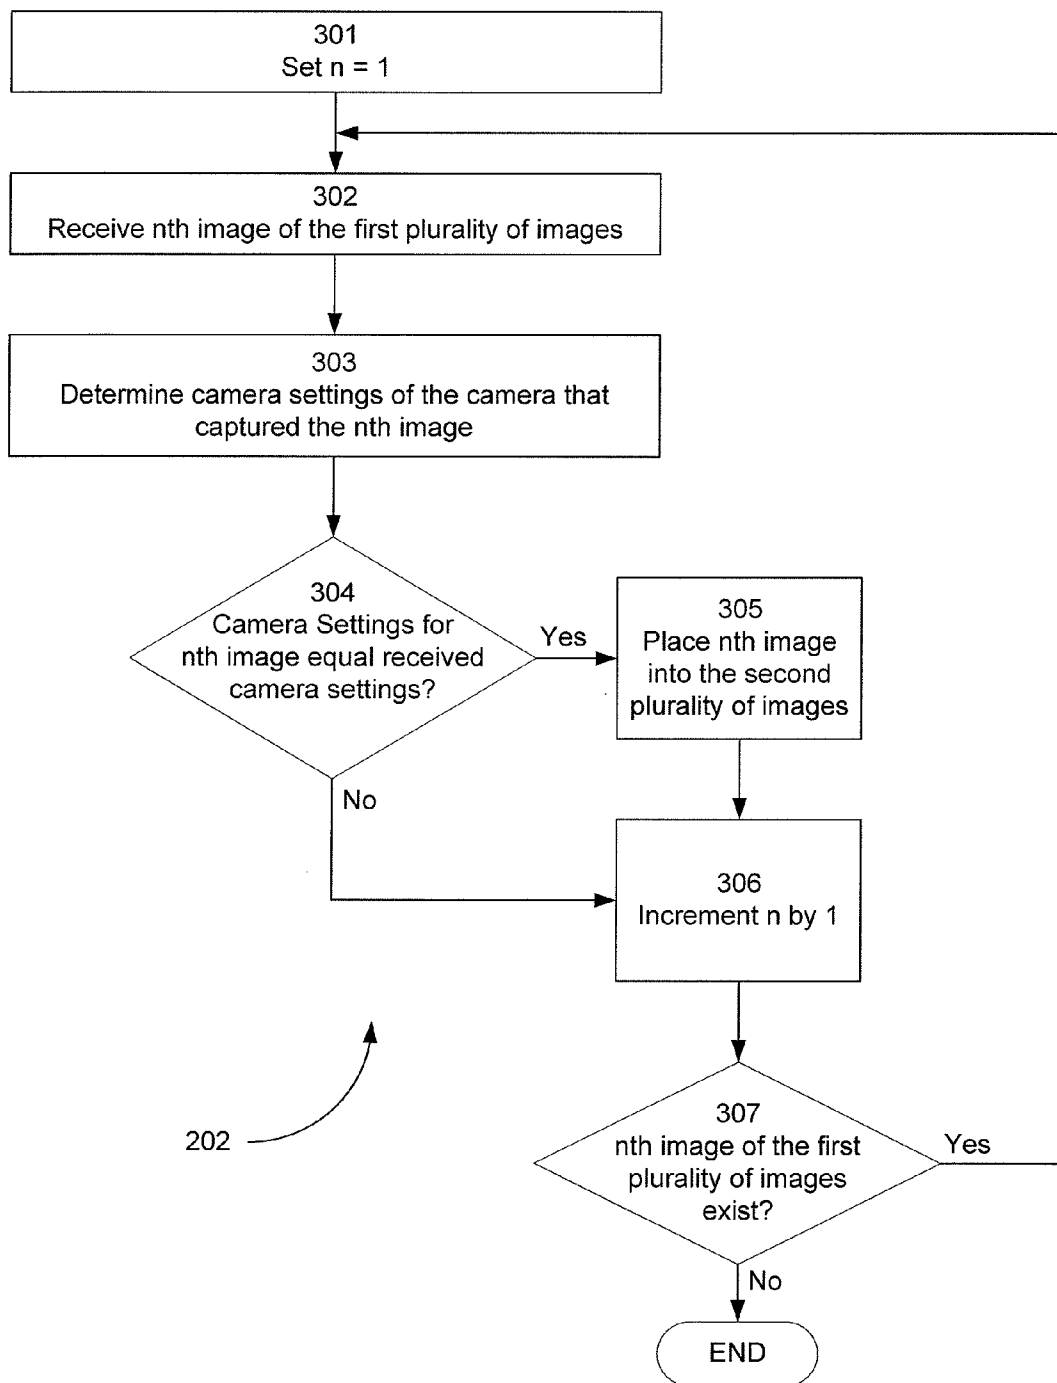 301
Set n = 1
302
Receive nth image of the first plurality of images
303
Determine camera settings of the camera that
captured the nth image
304
Camera Settings for
nth image equal received
camera settings?
Yes
305
Place nth image
into the second
plurality of images
No
306
Increment n by 1
202
307
nth image of the first
plurality of images
exist?
Yes
No
END